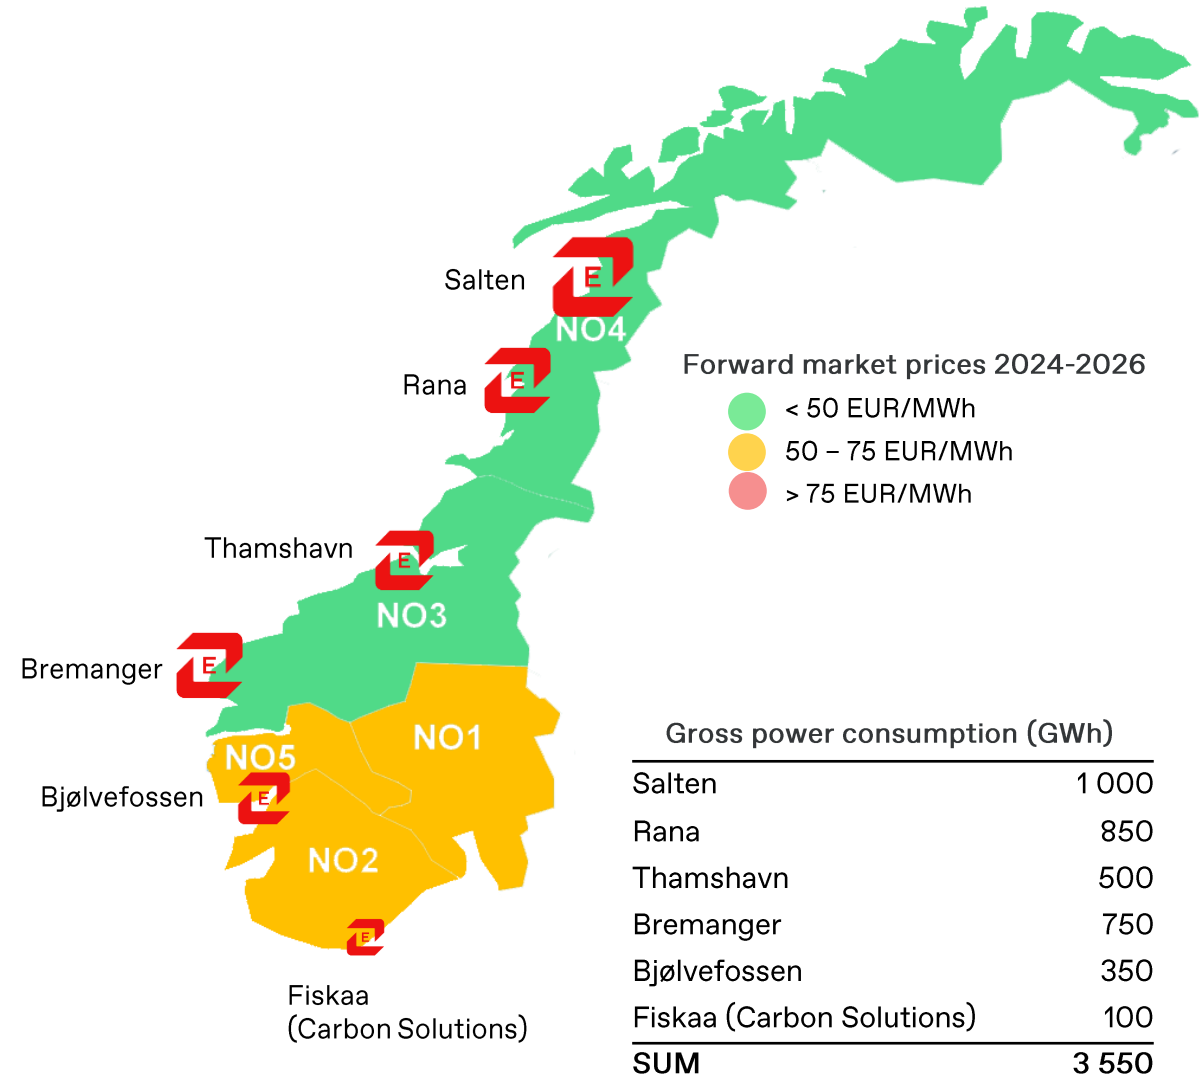 Salten
E
NO4
Rana
E
Forward market prices 2024-2026
< 50 EUR/MWh
50 – 75 EUR/MWh
> 75 EUR/MWh
Thamshavn
E
NO3
Bremanger
E
NO1
NO5
Bjølvefossen
E
NO2
E
Fiskaa
(Carbon Solutions)
Gross power consumption (GWh)
Salten 1 000
Rana 850
Thamshavn 500
Bremanger 750
Bjølvefossen 350
Fiskaa (Carbon Solutions) 100
SUM 3 550